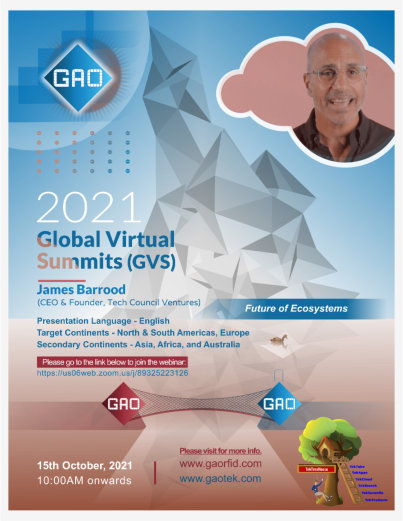 GAO
2021
Global Virtual
Summits (GVS)
James Barrood
(CEO & Founder, Tech Council Ventures)
Future of Ecosystems
Presentation Language - English
Target Continents - North & South Americas, Europe
Secondary Continents - Asia, Africa, and Australia
Please go to the link below to join the webinar:
https://us06web.zoom.us/j/89325223126
GAO
GAO
Please visit for more info.
15th October, 2021
www.gaorfid.com
10:00AM onwards
www.gaotek.com